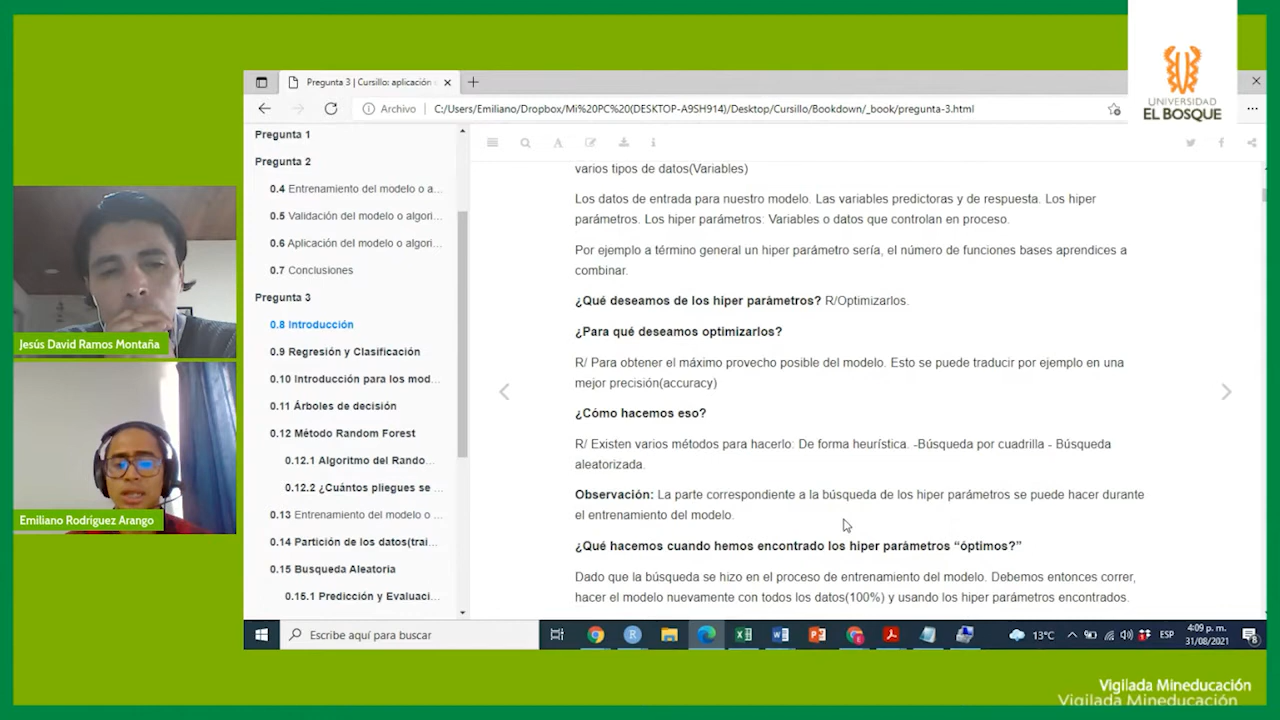 UNIVERSIDAD
EL BOSQUE
Pregunta 3 | Cursillo: aplicación
Archivo
C:/Users/Emiliano/Dropbox/Mi%20PC%20(DESKTOP-A9SH914)/Desktop/Cursillo/Bookdown/_book/pregunta-3.html
Pregunta 1
Pregunta 2
0.4 Entrenamiento del modelo o a...
0.5 Validación del modelo o algori...
0.6 Aplicación del modelo o algori...
0.7 Conclusiones
Pregunta 3
0.8 Introducción
0.9 Regresión y Clasificación
0.10 Introducción para los mod...
0.11 Árboles de decisión
0.12 Método Random Forest
0.12.1 Algoritmo del Rando...
0.12.2 ¿Cuántos pliegues se ...
0.13 Entrenamiento del modelo o ...
0.14 Partición de los datos(trai...
0.15 Busqueda Aleatoria
0.15.1 Predicción y Evaluaci...
varios tipos de datos(Variables)
Los datos de entrada para nuestro modelo. Las variables predictoras y de respuesta. Los hiper
parámetros. Los hiper parámetros: Variables o datos que controlan en proceso.
Por ejemplo a término general un hiper parámetro sería, el número de funciones bases aprendices a
combinar.
¿Qué deseamos de los hiper parámetros? R/Optimizarlos.
¿Para qué deseamos optimizarlos?
R/ Para obtener el máximo provecho posible del modelo. Esto se puede traducir por ejemplo en una
mejor precisión(accuracy)
¿Cómo hacemos eso?
R/ Existen varios métodos para hacerlo: De forma heurística. -Búsqueda por cuadrilla - Búsqueda
aleatorizada.
Observación: La parte correspondiente a la búsqueda de los hiper parámetros se puede hacer durante
el entrenamiento del modelo.
¿Qué hacemos cuando hemos encontrado los hiper parámetros “óptimos?”
Dado que la búsqueda se hizo en el proceso de entrenamiento del modelo. Debemos entonces correr,
hacer el modelo nuevamente con todos los datos(100%) y usando los hiper parámetros encontrados.
Jesús David Ramos Montaña
Emiliano Rodríguez Arango
Escribe aquí para buscar
13°C
ESP
4:09 p. m.
31/08/2021
8
Vigilada Mineducación
Vigilada Mineducación